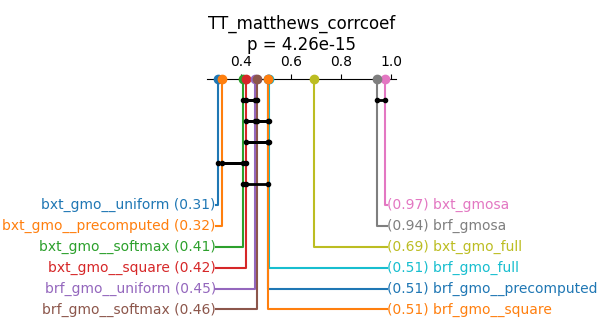 TT_matthews_corrcoef
p = 4.26e-15
0.4 0.6 0.8 1.0
bxt_gmo__uniform (0.31) (0.97) bxt_gmosa
bxt_gmo__precomputed (0.32) (0.94) brf_gmosa
bxt_gmo__softmax (0.41) (0.69) bxt_gmo_full
bxt_gmo__square (0.42) (0.51) brf_gmo_full
brf_gmo__uniform (0.45) (0.51) brf_gmo__precomputed
brf_gmo__softmax (0.46) (0.51) brf_gmo__square